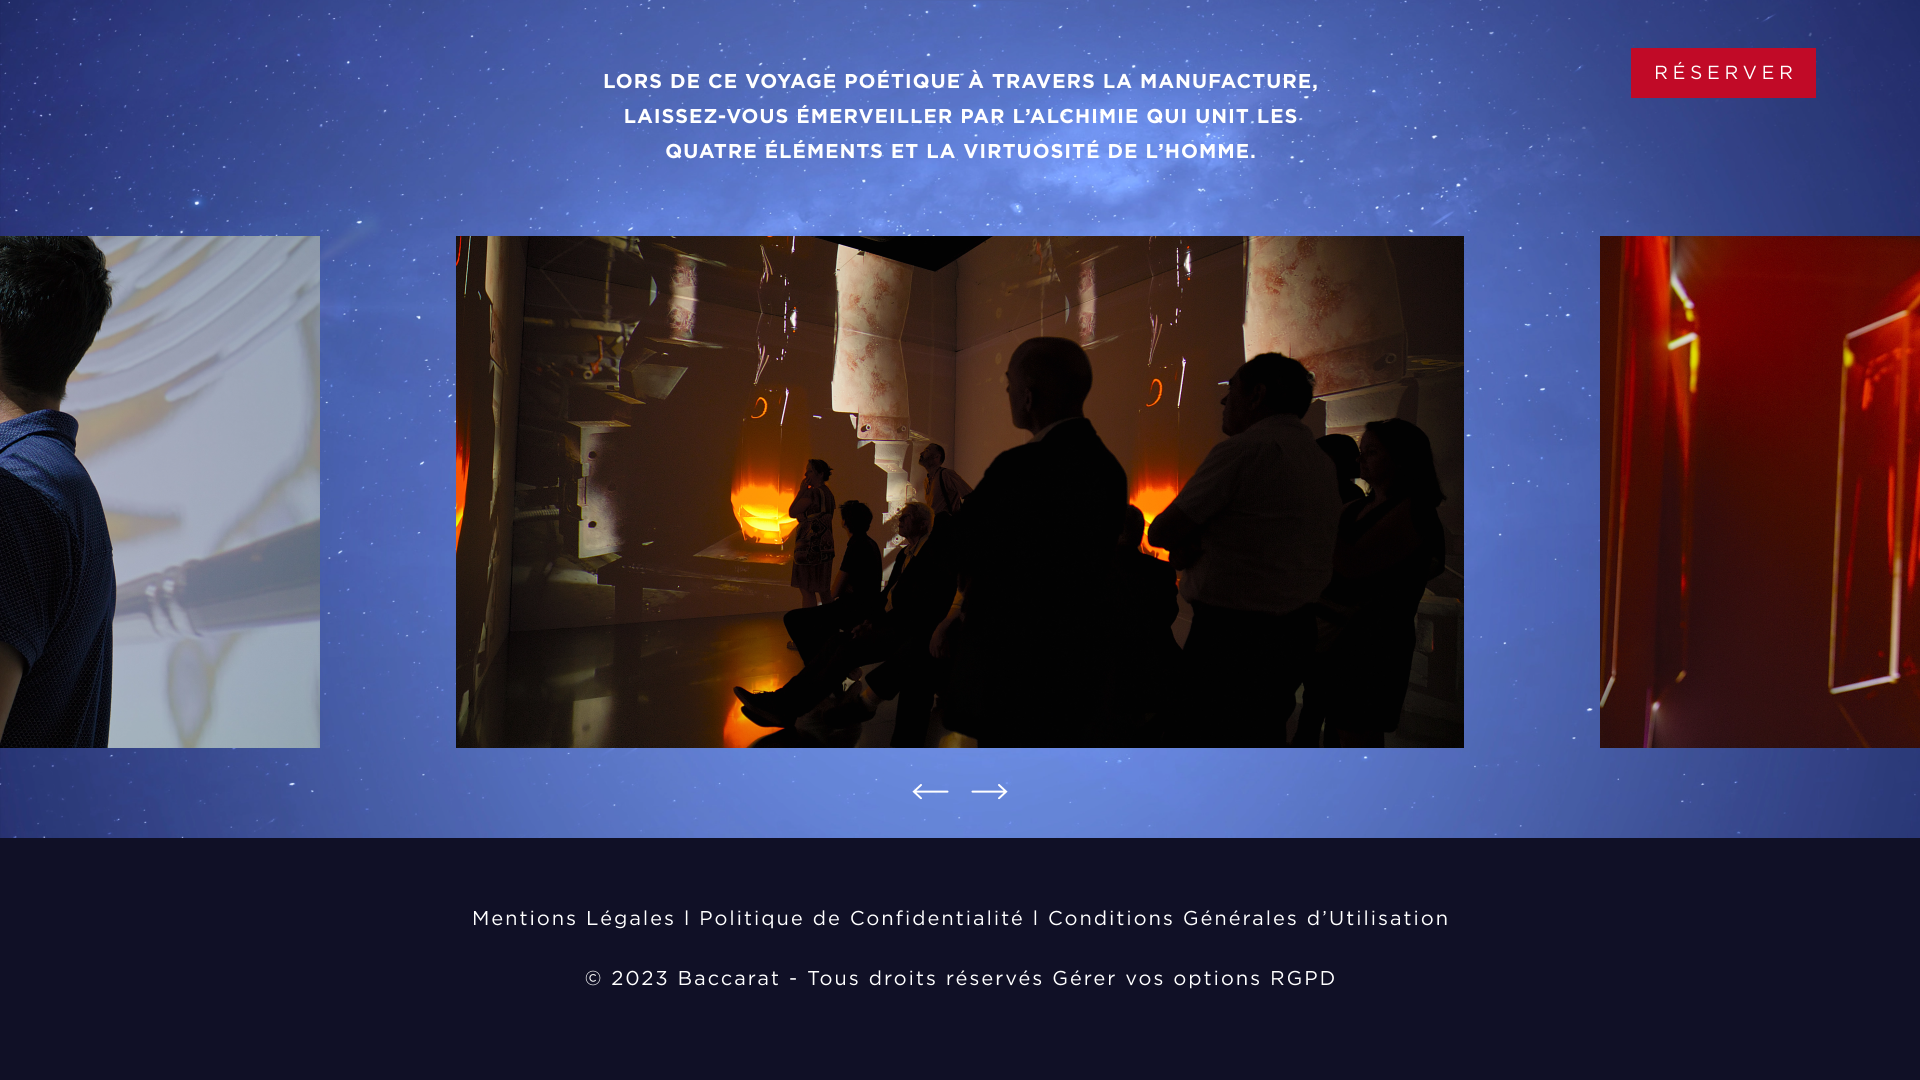 LORS DE CE VOYAGE POÉTIQUE À TRAVERS LA MANUFACTURE,
LAISSEZ-VOUS ÉMERVEILLER PAR L’ALCHIMIE QUI UNIT LES
QUATRE ÉLÉMENTS ET LA VIRTUOSITÉ DE L’HOMME.
RÉSERVER
Mentions Légales l Politique de Confidentialité l Conditions Générales d’Utilisation
© 2023 Baccarat - Tous droits réservés Gérer vos options RGPD